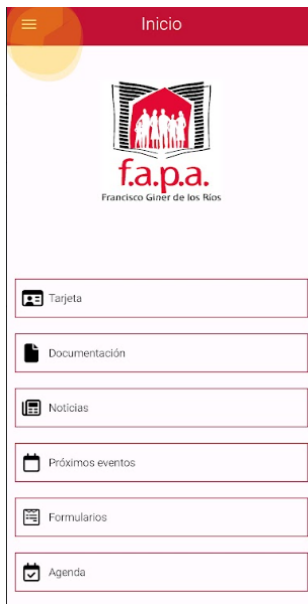 Inicio
f.a.p.a.
Francisco Giner de los Ríos
Tarjeta
Documentación
Noticias
Próximos eventos
Formularios
Agenda